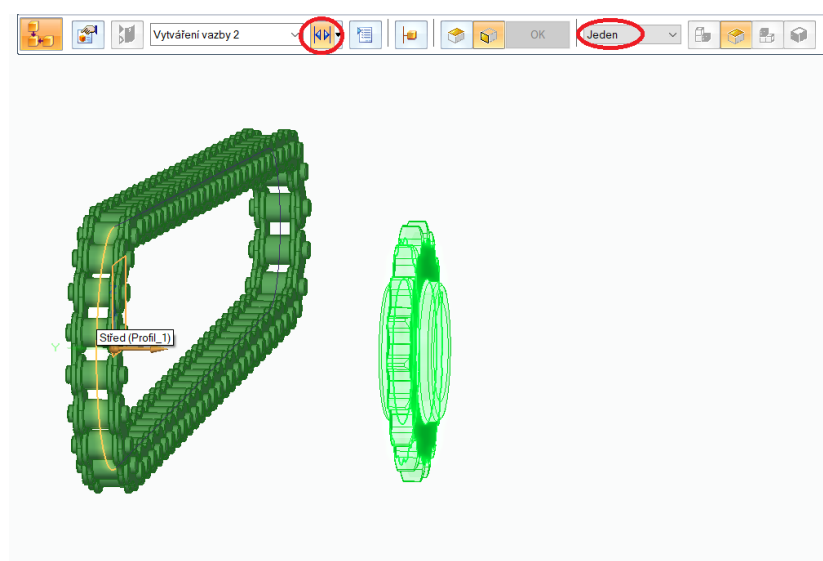 Vytváření vazby 2
OK
Jeden
Střed (Profil_1)
Y